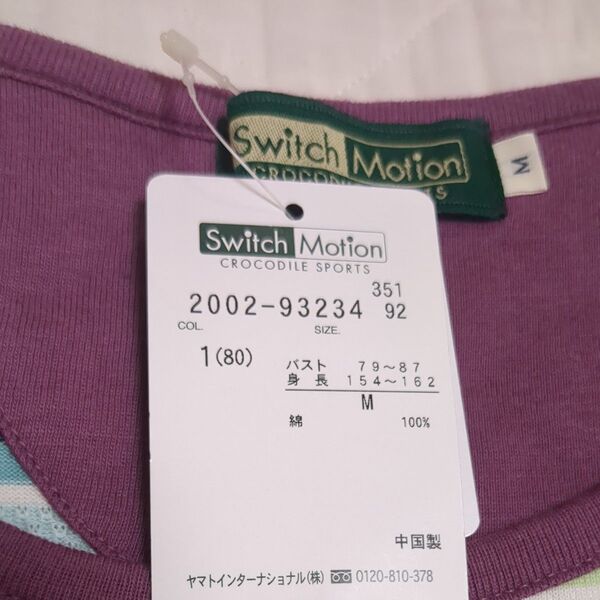 Switch Motion
CROCODILE SPORTS
M
Switch Motion
CROCODILE SPORTS
351
2002-93234 92
COL. SIZE.
1(80)
バスト 79～87
身長 154～162
M
綿 100%
中国製
ヤマトインターナショナル(株) 0120-810-378